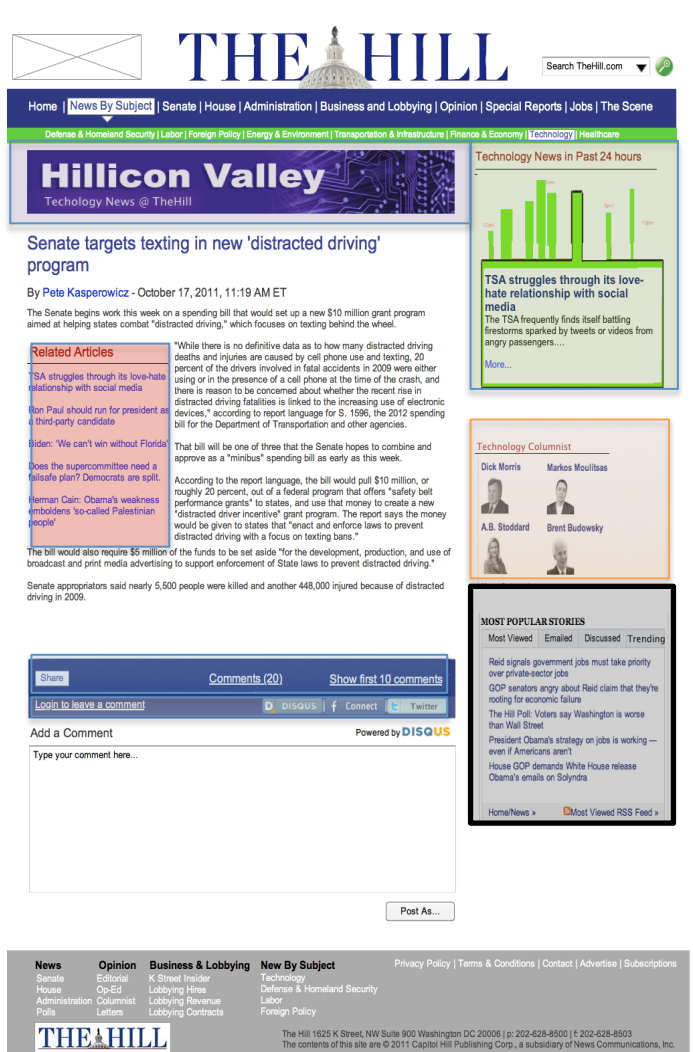 THE HILL
Search TheHill.com
Home | News By Subject | Senate | House | Administration | Business and Lobbying | Opinion | Special Reports | Jobs | The Scene
Defense & Homeland Security | Labor | Foreign Policy | Energy & Environment | Transportation & Infrastructure | Finance & Economy | Technology | Healthcare
Hillicon Valley
Techology News @ TheHill
Senate targets texting in new 'distracted driving'
program
By Pete Kasperowicz - October 17, 2011, 11:19 AM ET
The Senate begins work this week on a spending bill that would set up a new $10 million grant program
aimed at helping states combat "distracted driving," which focuses on texting behind the wheel.
Related Articles
TSA struggles through its love-hate
relationship with social media
Ron Paul should run for president as
a third-party candidate
Biden: 'We can't win without Florida'
Does the supercommittee need a
failsafe plan? Democrats are split.
Herman Cain: Obama's weakness
emboldens 'so-called Palestinian
people'
"While there is no definitive data as to how many distracted driving
deaths and injuries are caused by cell phone use and texting, 20
percent of the drivers involved in fatal accidents in 2009 were either
using or in the presence of a cell phone at the time of the crash, and
there is reason to be concerned about whether the recent rise in
distracted driving fatalities is linked to the increasing use of electronic
devices," according to report language for S. 1596, the 2012 spending
bill for the Department of Transportation and other agencies.
That bill will be one of three that the Senate hopes to combine and
approve as a "minibus" spending bill as early as this week.
According to the report language, the bill would pull $10 million, or
roughly 20 percent, out of a federal program that offers "safety belt
performance grants" to states, and use that money to create a new
"distracted driver incentive" grant program. The report says the money
would be given to states that "enact and enforce laws to prevent
distracted driving with a focus on texting bans."
The bill would also require $5 million of the funds to be set aside "for the development, production, and use of
broadcast and print media advertising to support enforcement of State laws to prevent distracted driving."
Senate appropriators said nearly 5,500 people were killed and another 448,000 injured because of distracted
driving in 2009.
Share
Comments (20)
Show first 10 comments
Login to leave a comment
D DISQUS
f Connect
t Twitter
Add a Comment
Powered by DISQUS
Type your comment here...
Post As...
Technology News in Past 24 hours
TSA struggles through its love-
hate relationship with social
media
The TSA frequently finds itself battling
firestorms sparked by tweets or videos from
angry passengers....
More...
Technology Columnist
Dick Morris
Markos Moulitsas
A.B. Stoddard
Brent Budowsky
MOST POPULAR STORIES
Most Viewed
Emailed
Discussed
Trending
Reid signals government jobs must take priority
over private-sector jobs
GOP senators angry about Reid claim that they're
rooting for economic failure
The Hill Poll: Voters say Washington is worse
than Wall Street
President Obama's strategy on jobs is working —
even if Americans aren't
House GOP demands White House release
Obama's emails on Solyndra
Home/News »
Most Viewed RSS Feed »
News
Senate
House
Administration
Polls
Opinion
Editorial
Op-Ed
Columnist
Letters
Business & Lobbying
K Street Insider
Lobbying Hires
Lobbying Revenue
Lobbying Contracts
New By Subject
Technology
Defense & Homeland Security
Labor
Foreign Policy
Privacy Policy | Terms & Conditions | Contact | Advertise | Subscriptions
THE HILL
The Hill 1625 K Street, NW Suite 900 Washington DC 20006 | p: 202-628-8500 | f: 202-628-8503
The contents of this site are © 2011 Capitol Hill Publishing Corp., a subsidiary of News Communications, Inc.